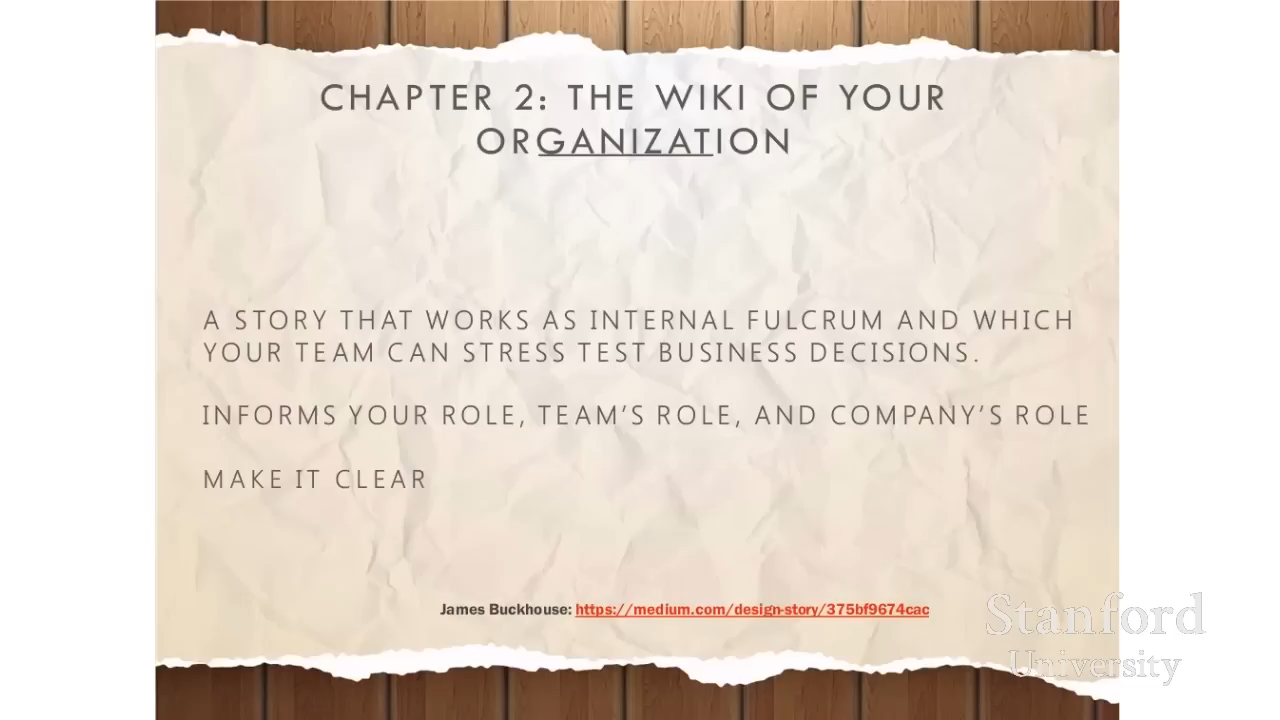 CHAPTER 2: THE WIKI OF YOUR
ORGANIZATION
A STORY THAT WORKS AS INTERNAL FULCRUM AND WHICH
YOUR TEAM CAN STRESS TEST BUSINESS DECISIONS.
INFORMS YOUR ROLE, TEAM'S ROLE, AND COMPANY'S ROLE
MAKE IT CLEAR
James Buckhouse: https://medium.com/design-story/375bf9674cac
Stanford
University